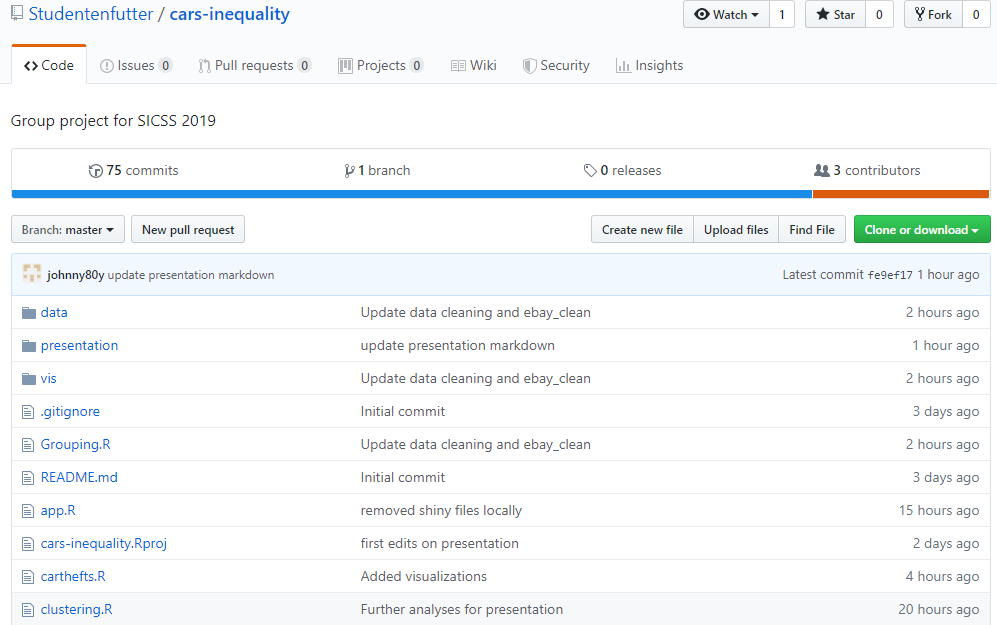 Studentenfutter / cars-inequality
Watch 1 Star 0 Fork 0
Code Issues 0 Pull requests 0 Projects 0 Wiki Security Insights
Group project for SICSS 2019
75 commits 1 branch 0 releases 3 contributors
Branch: master New pull request Create new file Upload files Find File Clone or download
johnny80y update presentation markdown Latest commit fe9ef17 1 hour ago
data Update data cleaning and ebay_clean 2 hours ago
presentation update presentation markdown 1 hour ago
vis Update data cleaning and ebay_clean 2 hours ago
.gitignore Initial commit 3 days ago
Grouping.R Update data cleaning and ebay_clean 2 hours ago
README.md Initial commit 3 days ago
app.R removed shiny files locally 15 hours ago
cars-inequality.Rproj first edits on presentation 2 days ago
carthefts.R Added visualizations 4 hours ago
clustering.R Further analyses for presentation 20 hours ago